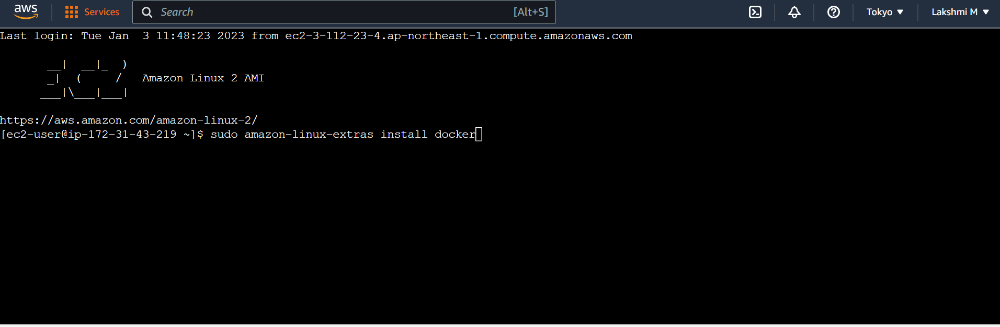 aws Services Search [Alt+S] Tokyo Lakshmi M
Last login: Tue Jan  3 11:48:23 2023 from ec2-3-112-23-4.ap-northeast-1.compute.amazonaws.com
       __|  __|_  )
       _|  (     /   Amazon Linux 2 AMI
      ___|\___|___|
https://aws.amazon.com/amazon-linux-2/
[ec2-user@ip-172-31-43-219 ~]$ sudo amazon-linux-extras install docker